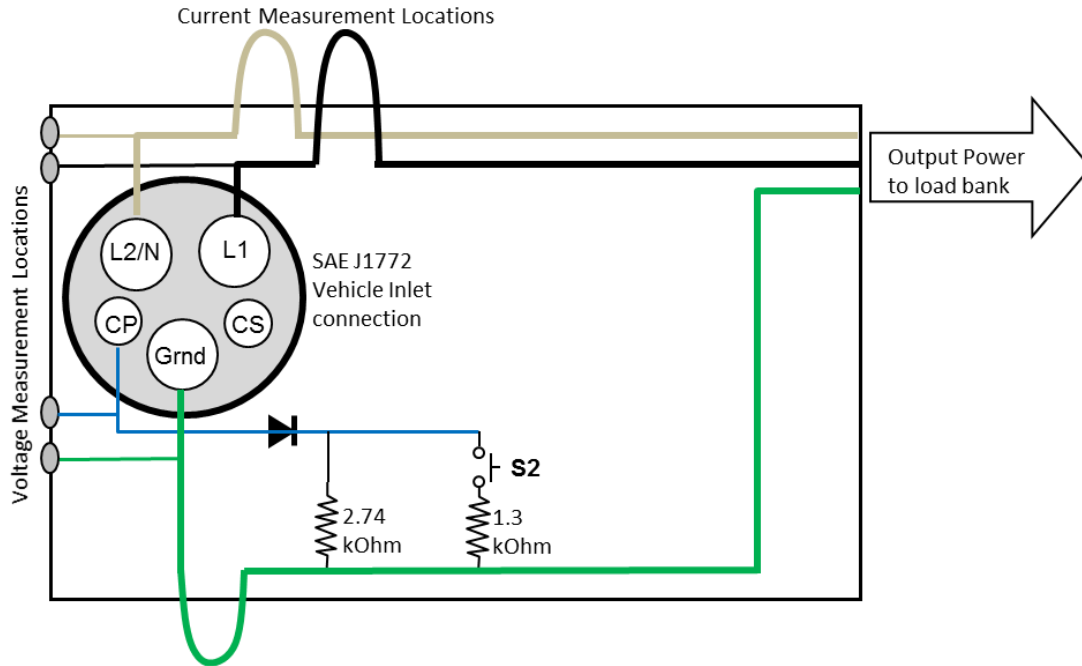 Current Measurement Locations
Voltage Measurement Locations
Output Power
to load bank
L2/N
L1
SAE J1772
Vehicle Inlet
connection
CP
CS
Grnd
S2
2.74
kOhm
1.3
kOhm